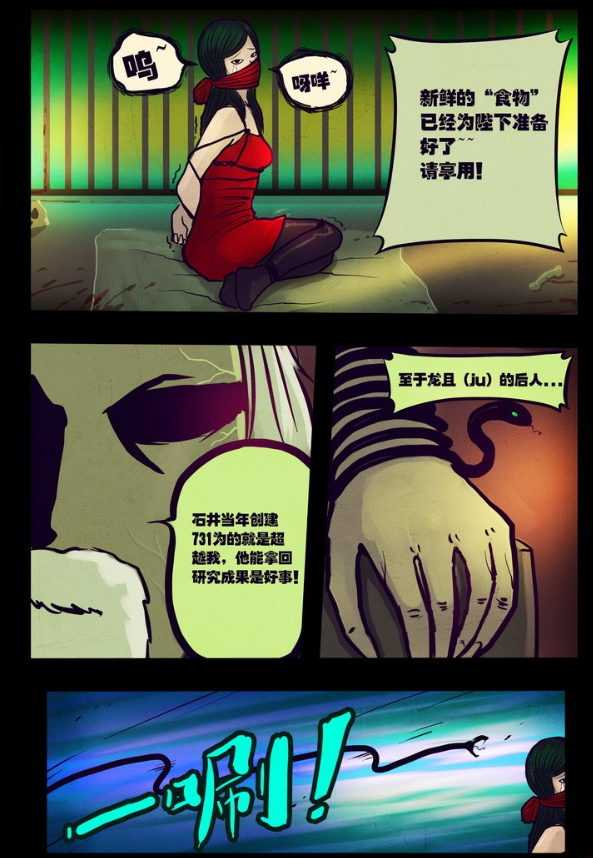 呜~
呀咩~
新鲜的“食物”
已经为陛下准备
好了~~
请享用！
石井当年创建
731为的就是超
越我，他能拿回
研究成果是好事！
至于龙且（ju）的后人...
一唰！